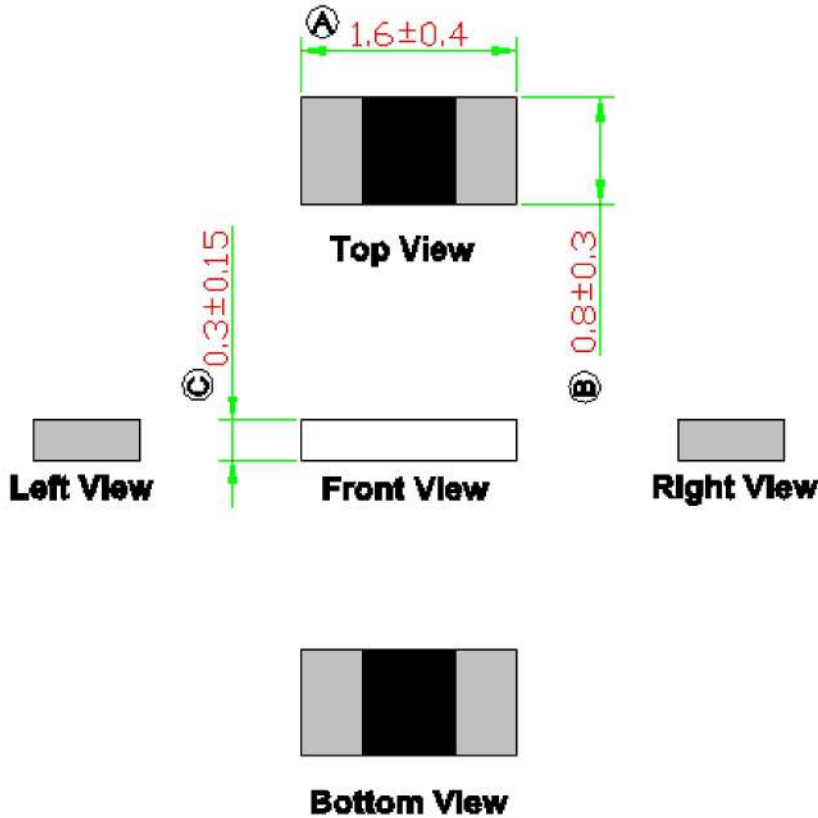 A 1.6±0.4
Top View
0.3±0.15
C
0.8±0.3
B
Left View
Front View
Right View
Bottom View